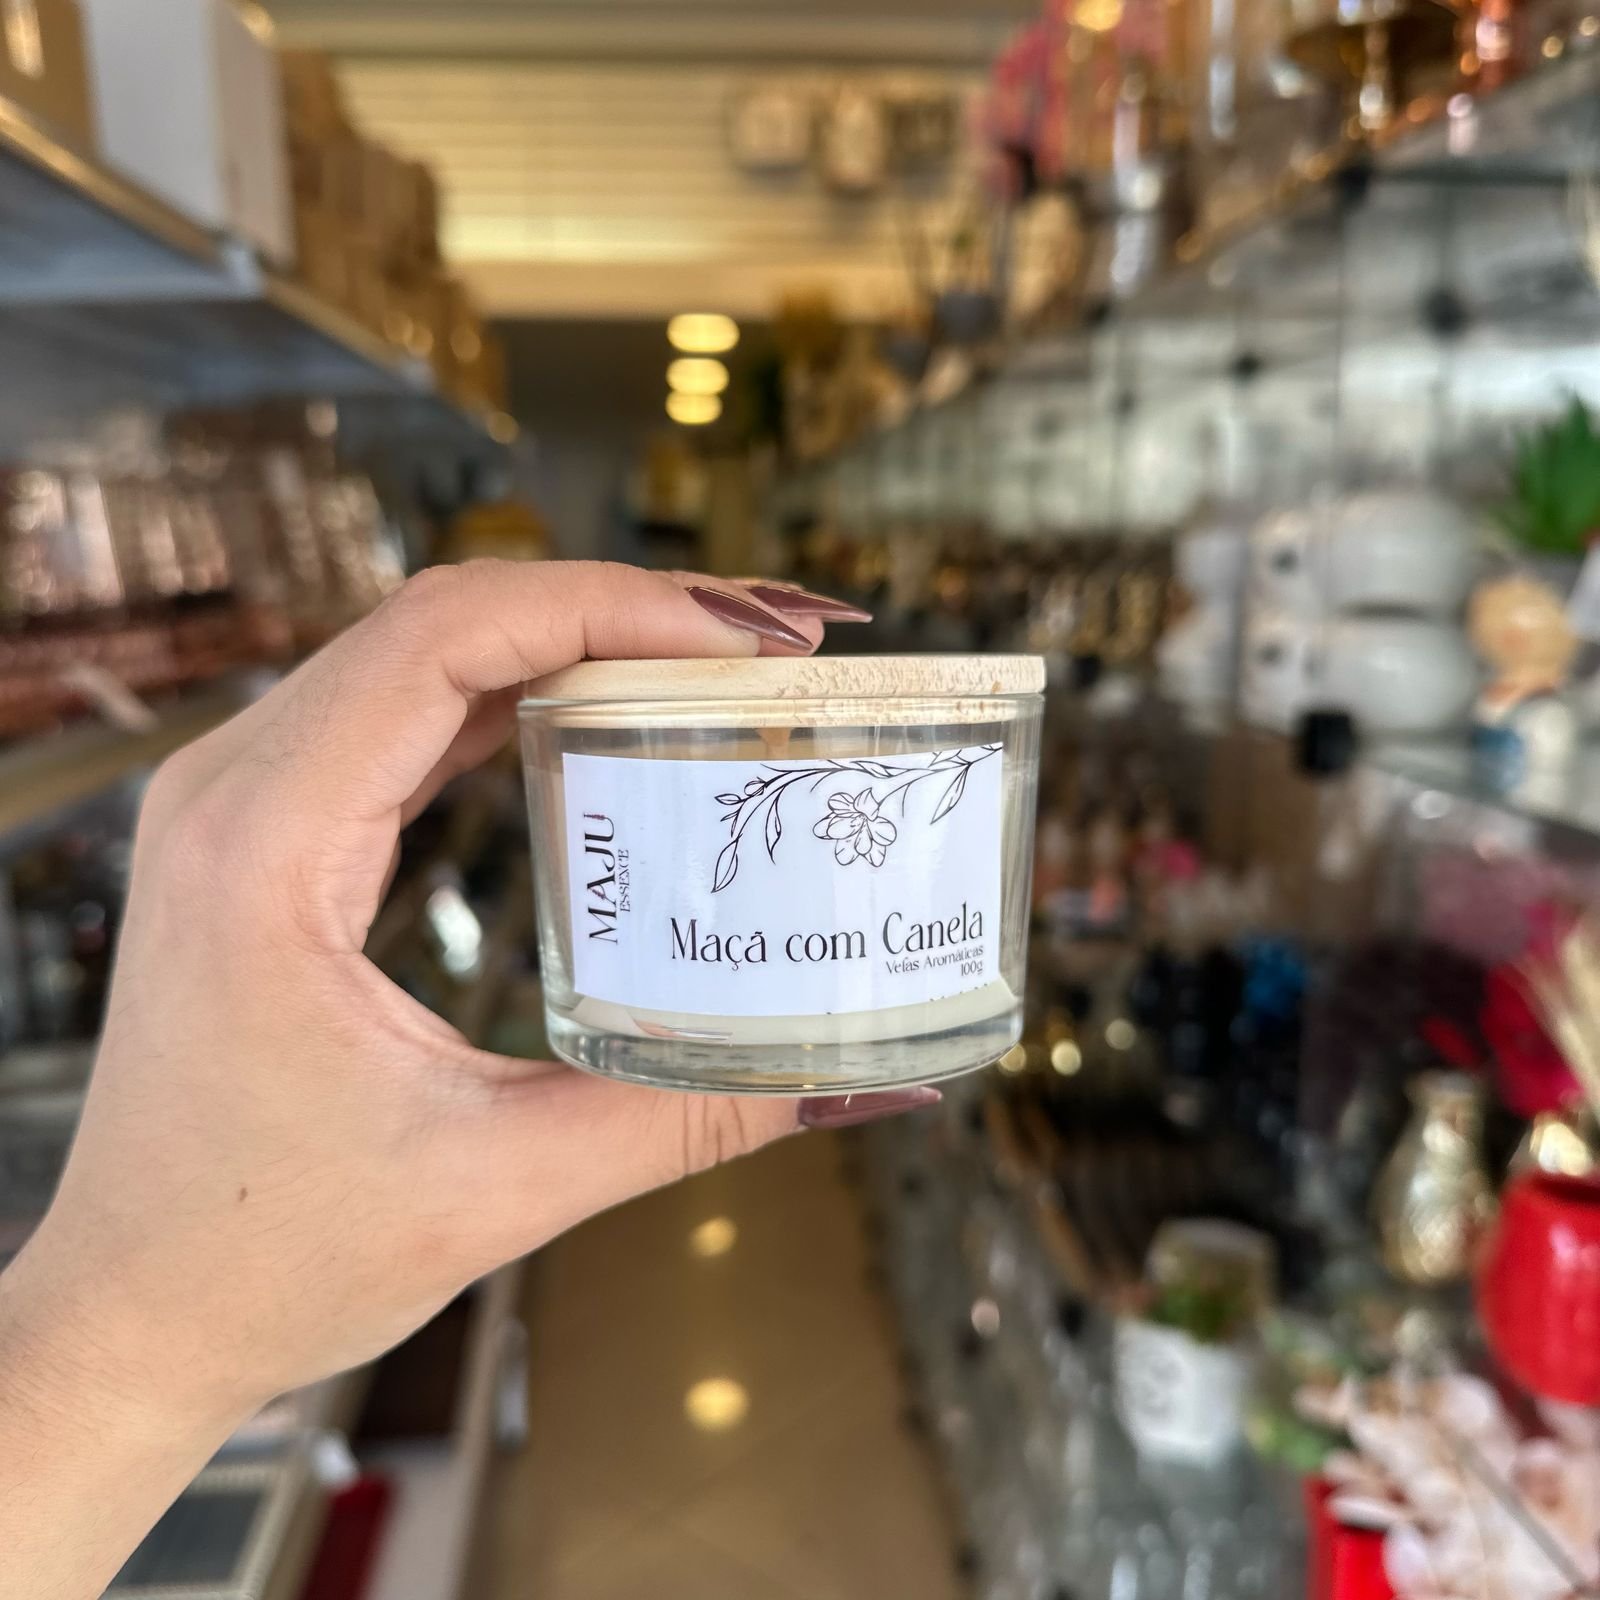 MAJU
ESSENCE
Maçã com Canela
Velas Aromáticas
100g